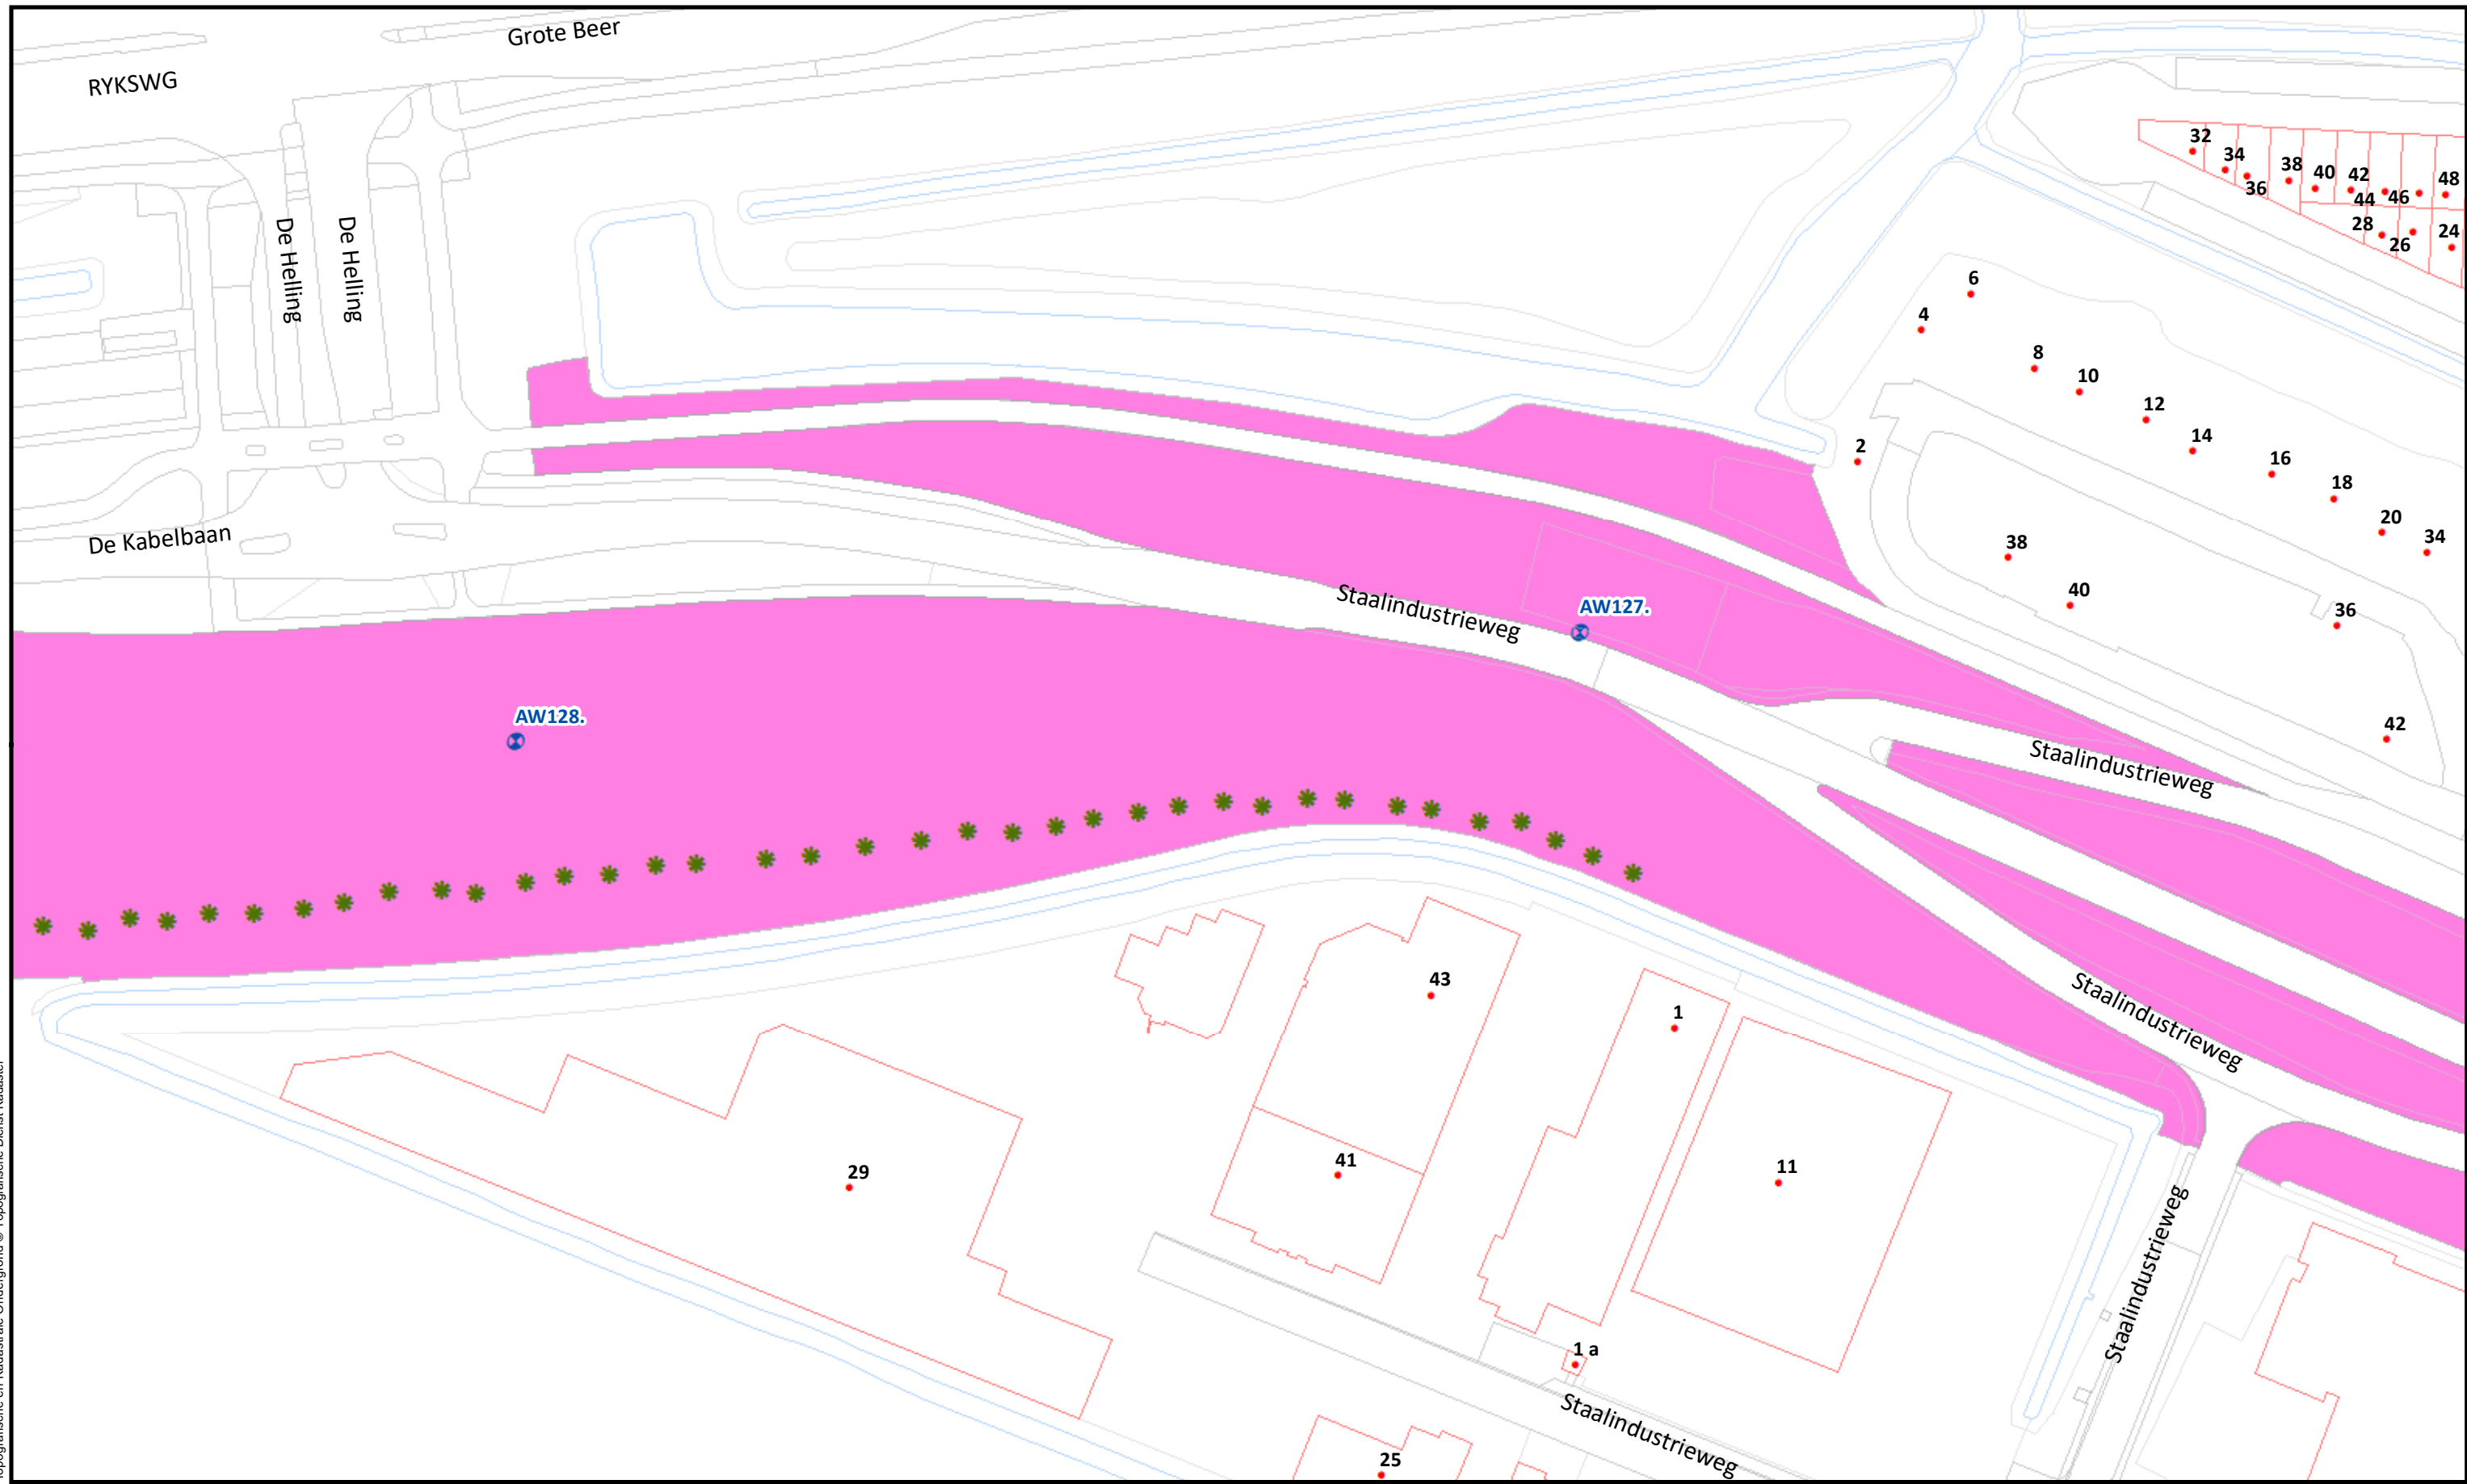 Grote Beer
RYKSWG
32
34
36
38
40
42
44
46
48
28
26
24
De Helling
De Helling
6
4
8
10
12
14
16
18
20
34
2
38
40
36
42
De Kabelbaan
Staalindustrieweg
AW127.
AW128.
Staalindustrieweg
Staalindustrieweg
43
1
41
11
29
Staalindustrieweg
1 a
Staalindustrieweg
25